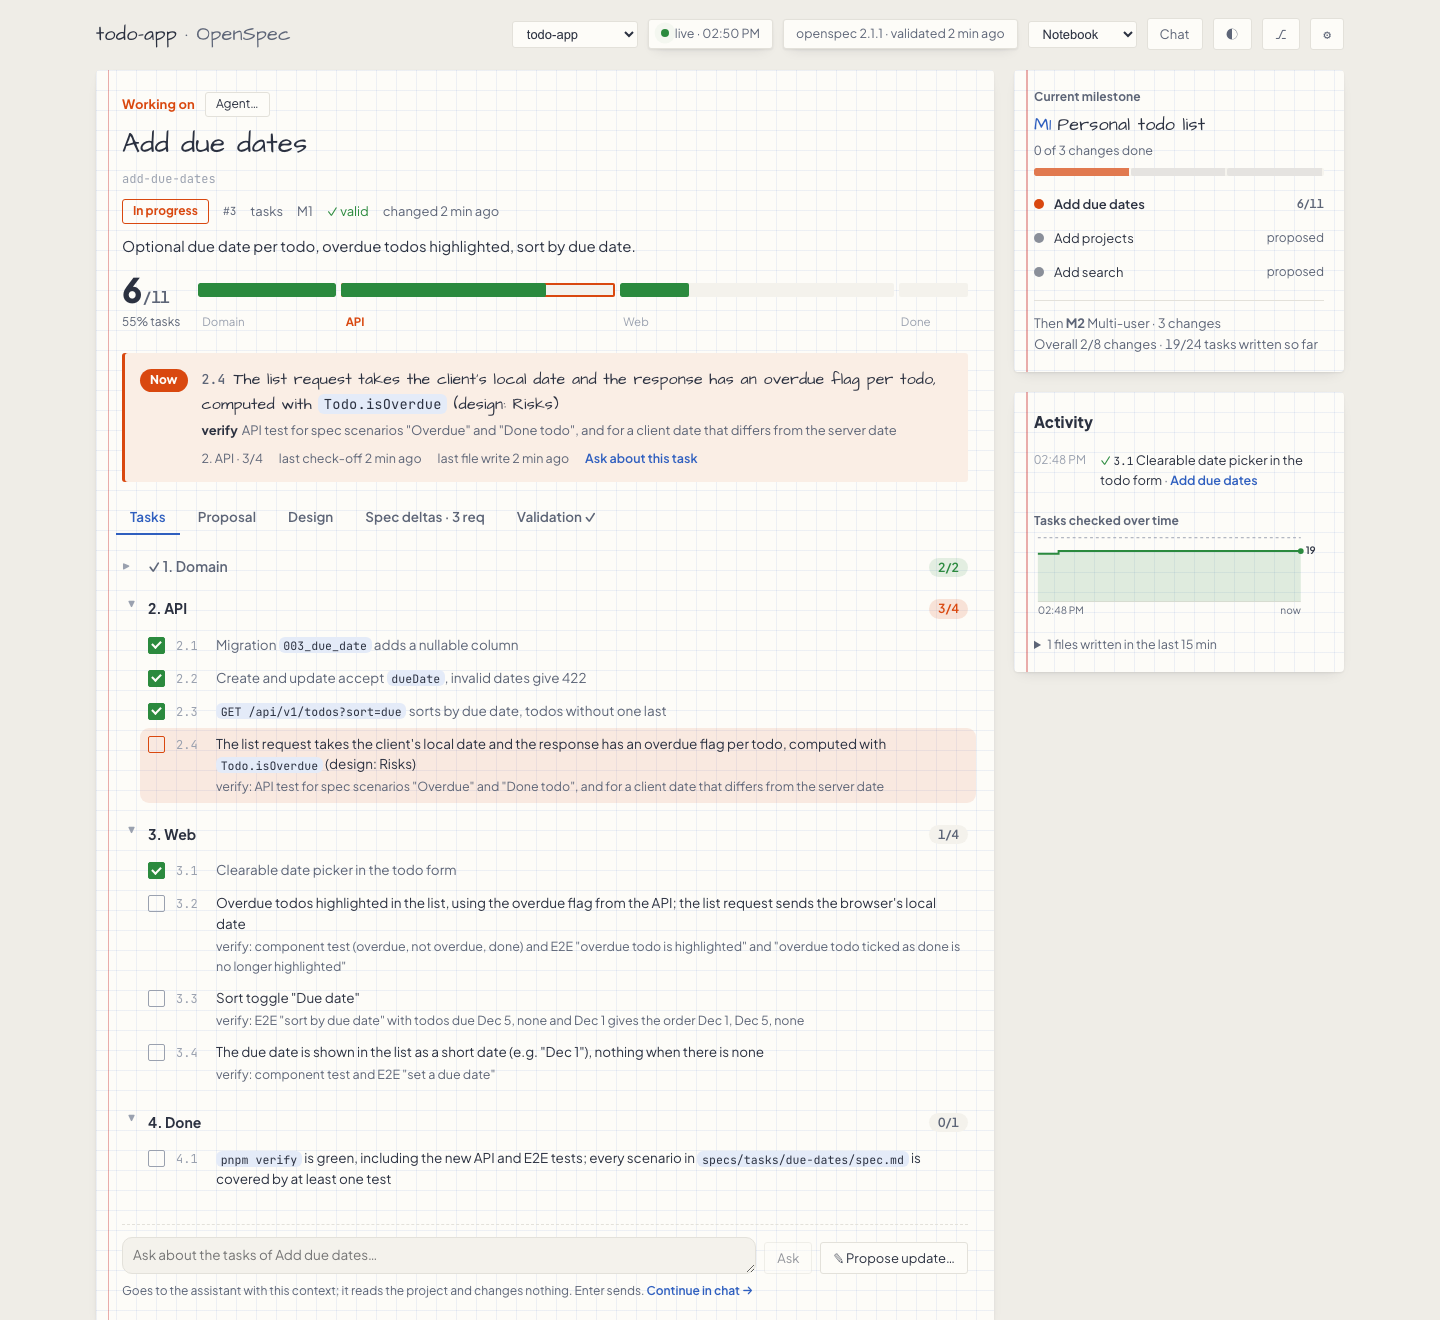 todo-app · OpenSpec
todo-app
live · 02:50 PM
openspec 2.1.1 · validated 2 min ago
Notebook
Chat
Working on
Agent…
Add due dates
add-due-dates
In progress #3 tasks M1 ✓ valid changed 2 min ago
Optional due date per todo, overdue todos highlighted, sort by due date.
6/11
55% tasks
Domain
API
Web
Done
Now
2.4 The list request takes the client's local date and the response has an overdue flag per todo,
computed with Todo.isOverdue (design: Risks)
verify API test for spec scenarios "Overdue" and "Done todo", and for a client date that differs from the server date
2. API · 3/4 last check-off 2 min ago last file write 2 min ago Ask about this task
Tasks
Proposal
Design
Spec deltas · 3 req
Validation ✓
✓ 1. Domain 2/2
2. API 3/4
2.1 Migration 003_due_date adds a nullable column
2.2 Create and update accept dueDate, invalid dates give 422
2.3 GET /api/v1/todos?sort=due sorts by due date, todos without one last
2.4 The list request takes the client's local date and the response has an overdue flag per todo, computed with
Todo.isOverdue (design: Risks)
verify: API test for spec scenarios "Overdue" and "Done todo", and for a client date that differs from the server date
3. Web 1/4
3.1 Clearable date picker in the todo form
3.2 Overdue todos highlighted in the list, using the overdue flag from the API; the list request sends the browser's local
date
verify: component test (overdue, not overdue, done) and E2E "overdue todo is highlighted" and "overdue todo ticked as done is
no longer highlighted"
3.3 Sort toggle "Due date"
verify: E2E "sort by due date" with todos due Dec 5, none and Dec 1 gives the order Dec 1, Dec 5, none
3.4 The due date is shown in the list as a short date (e.g. "Dec 1"), nothing when there is none
verify: component test and E2E "set a due date"
4. Done 0/1
4.1 pnpm verify is green, including the new API and E2E tests; every scenario in specs/tasks/due-dates/spec.md is
covered by at least one test
Ask about the tasks of Add due dates…
Ask
✎ Propose update…
Goes to the assistant with this context; it reads the project and changes nothing. Enter sends. Continue in chat →
Current milestone
M1 Personal todo list
0 of 3 changes done
Add due dates 6/11
Add projects proposed
Add search proposed
Then M2 Multi-user · 3 changes
Overall 2/8 changes · 19/24 tasks written so far
Activity
02:48 PM ✓ 3.1 Clearable date picker in the
todo form · Add due dates
Tasks checked over time
19
02:48 PM now
1 files written in the last 15 min